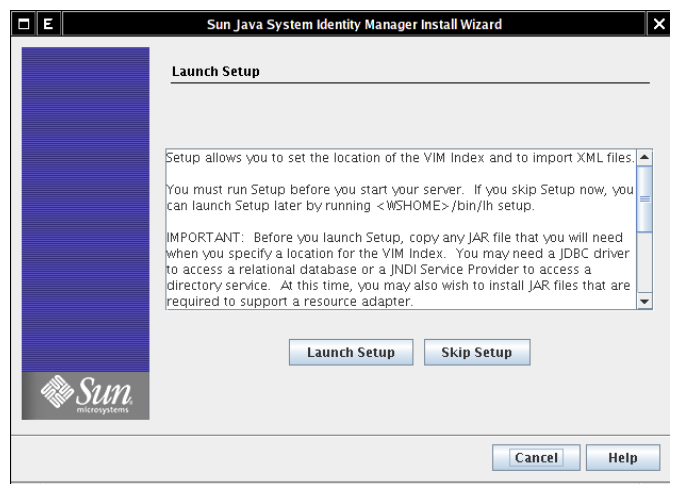 E
Sun Java System Identity Manager Install Wizard
Launch Setup
Setup allows you to set the location of the VIM Index and to import XML files.
You must run Setup before you start your server. If you skip Setup now, you
can launch Setup later by running <WSHOME>/bin/lh setup.
IMPORTANT: Before you launch Setup, copy any JAR file that you will need
when you specify a location for the VIM Index. You may need a JDBC driver
to access a relational database or a JNDI Service Provider to access a
directory service. At this time, you may also wish to install JAR files that are
required to support a resource adapter.
Launch Setup
Skip Setup
Sun
microsystems
Cancel
Help